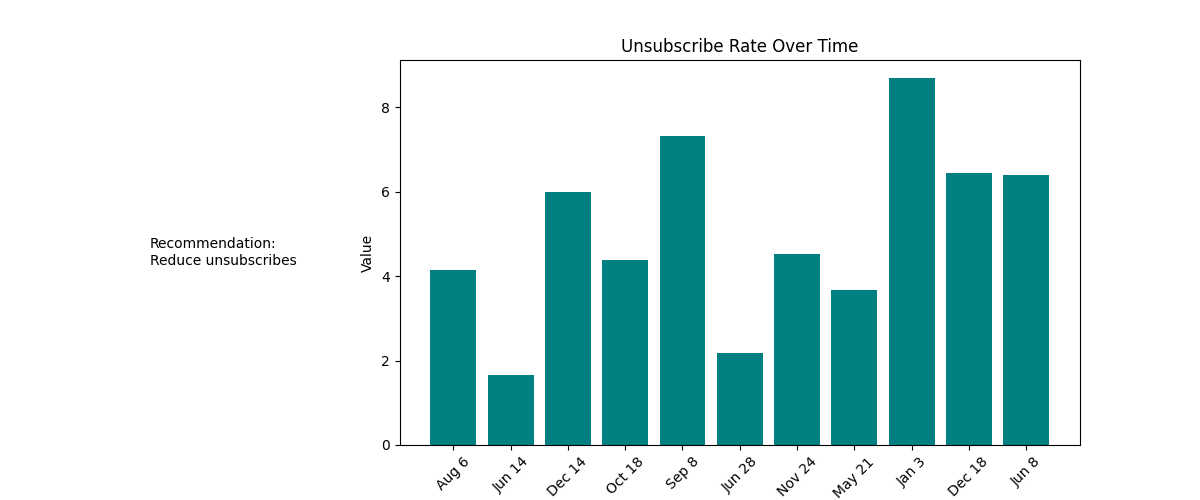 Unsubscribe Rate Over Time
Recommendation:
Reduce unsubscribes
Value
8
6
4
2
0
Aug 6
Jun 14
Dec 14
Oct 18
Sep 8
Jun 28
Nov 24
May 21
Jan 3
Dec 18
Jun 8